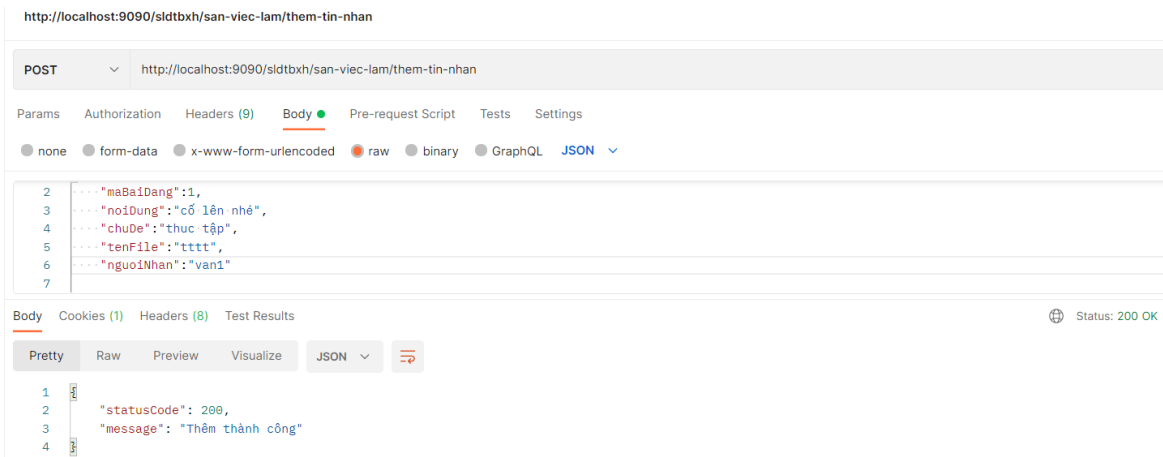 http://localhost:9090/sldtbxh/san-viec-lam/them-tin-nhan
POST http://localhost:9090/sldtbxh/san-viec-lam/them-tin-nhan
Params Authorization Headers (9) Body Pre-request Script Tests Settings
none form-data x-www-form-urlencoded raw binary GraphQL JSON
2 "maBaiDang":1,
3 "noiDung":"cố lên nhé",
4 "chuDe":"thuc tập",
5 "tenFile":"tttt",
6 "nguoiNhan":"van1"
7
Body Cookies (1) Headers (8) Test Results Status: 200 OK
Pretty Raw Preview Visualize JSON
1 {
2 "statusCode": 200,
3 "message": "Thêm thành công"
4 }